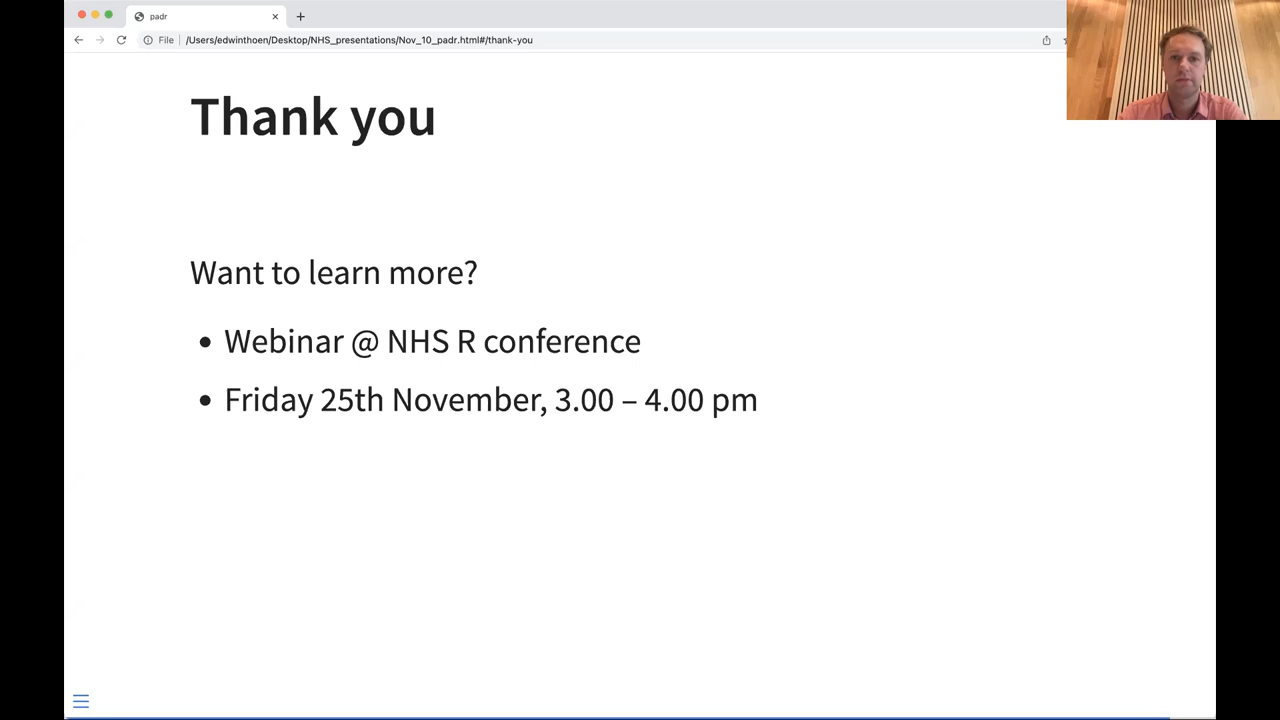 padr
File
/Users/edwinthoen/Desktop/NHS_presentations/Nov_10_padr.html#/thank-you
Thank you
Want to learn more?
• Webinar @ NHS R conference
• Friday 25th November, 3.00 – 4.00 pm